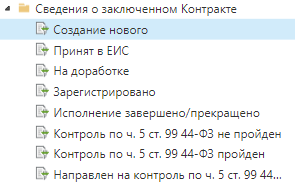 Сведения о заключенном Контракте
Создание нового
Принят в ЕИС
На доработке
Зарегистрировано
Исполнение завершено/прекращено
Контроль по ч. 5 ст. 99 44-ФЗ не пройден
Контроль по ч. 5 ст. 99 44-ФЗ пройден
Направлен на контроль по ч. 5 ст. 99 44...